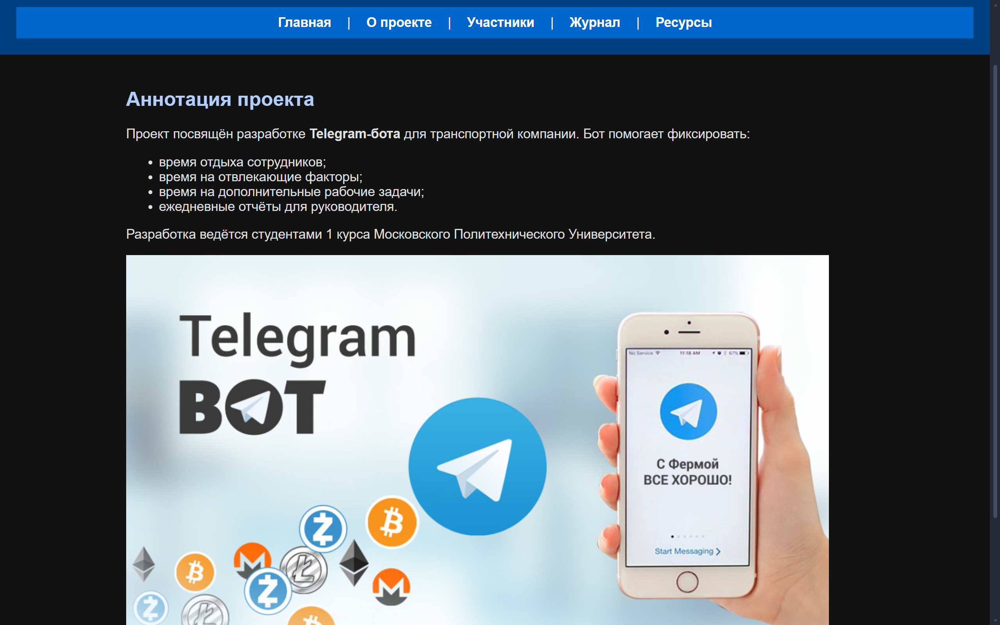 Главная | О проекте | Участники | Журнал | Ресурсы
Аннотация проекта
Проект посвящён разработке Telegram-бота для транспортной компании. Бот помогает фиксировать:
• время отдыха сотрудников;
• время на отвлекающие факторы;
• время на дополнительные рабочие задачи;
• ежедневные отчёты для руководителя.
Разработка ведётся студентами 1 курса Московского Политехнического Университета.
Telegram
BOT
No Service 11:18 AM 67%
С Фермой
ВСЕ ХОРОШО!
Start Messaging